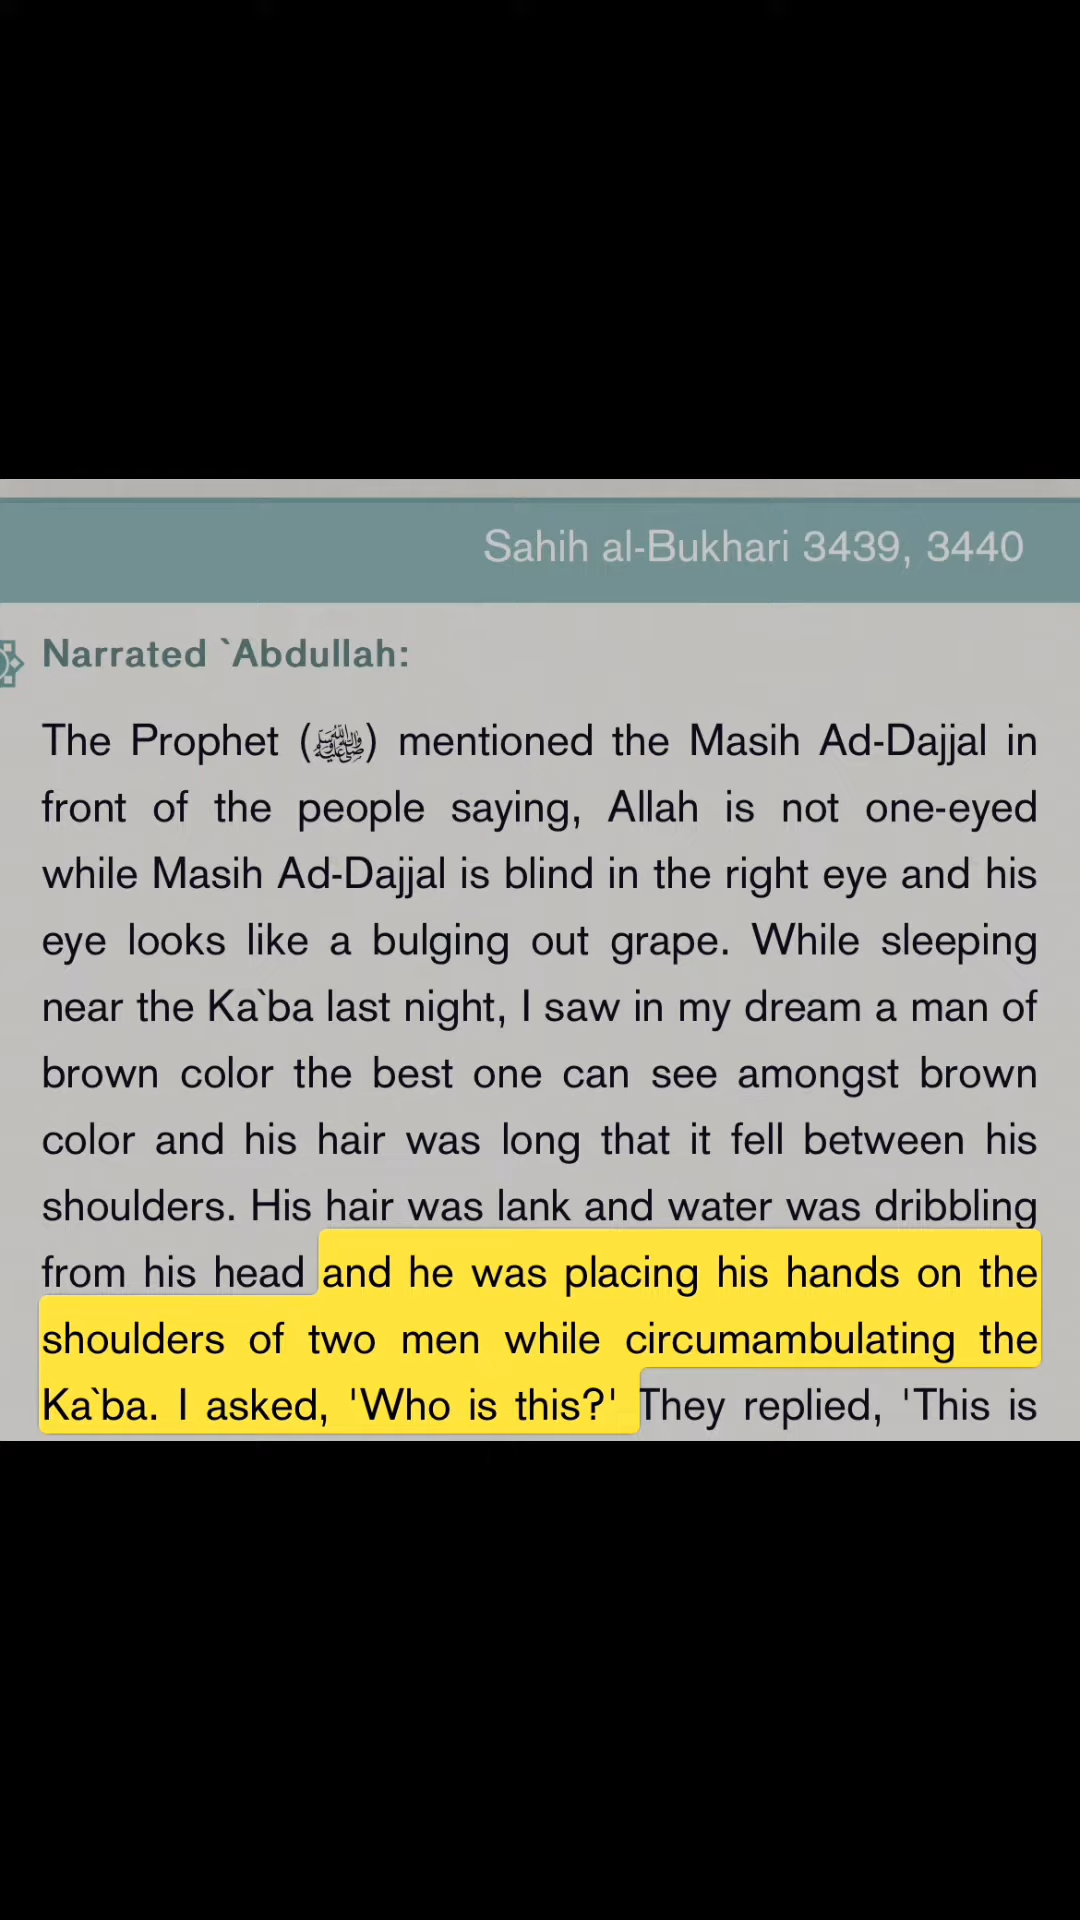 Sahih al-Bukhari 3439, 3440
Narrated `Abdullah:
The Prophet (ﷺ) mentioned the Masih Ad-Dajjal in
front of the people saying, Allah is not one-eyed
while Masih Ad-Dajjal is blind in the right eye and his
eye looks like a bulging out grape. While sleeping
near the Ka`ba last night, I saw in my dream a man of
brown color the best one can see amongst brown
color and his hair was long that it fell between his
shoulders. His hair was lank and water was dribbling
from his head and he was placing his hands on the
shoulders of two men while circumambulating the
Ka`ba. I asked, 'Who is this?' They replied, 'This is